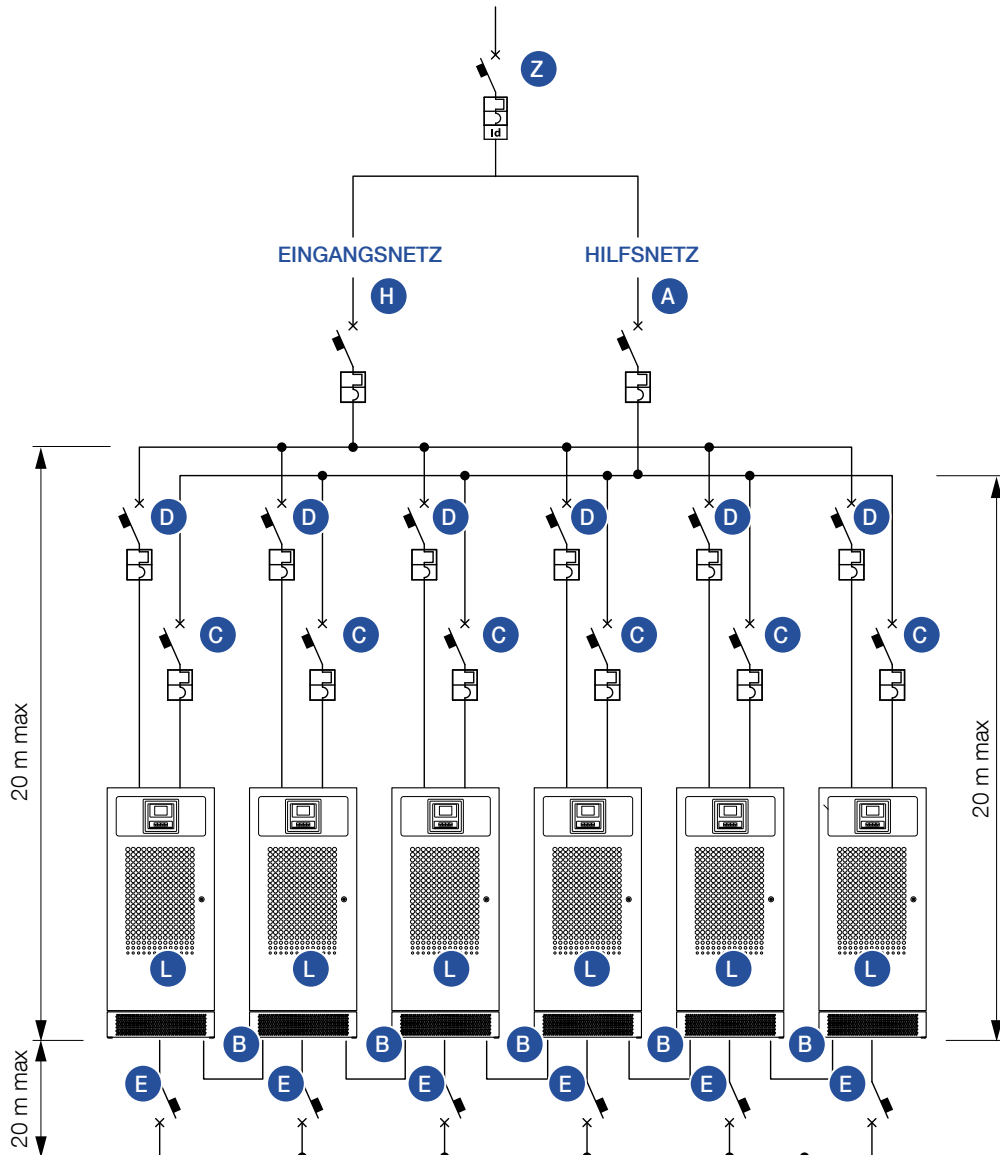 Z
Id
EINGANGSNETZ HILFSNETZ
H A
D D D D D D
C C C C C C
20 m max 20 m max
L L L L L L
B B B B B
E E E E E E
20 m max